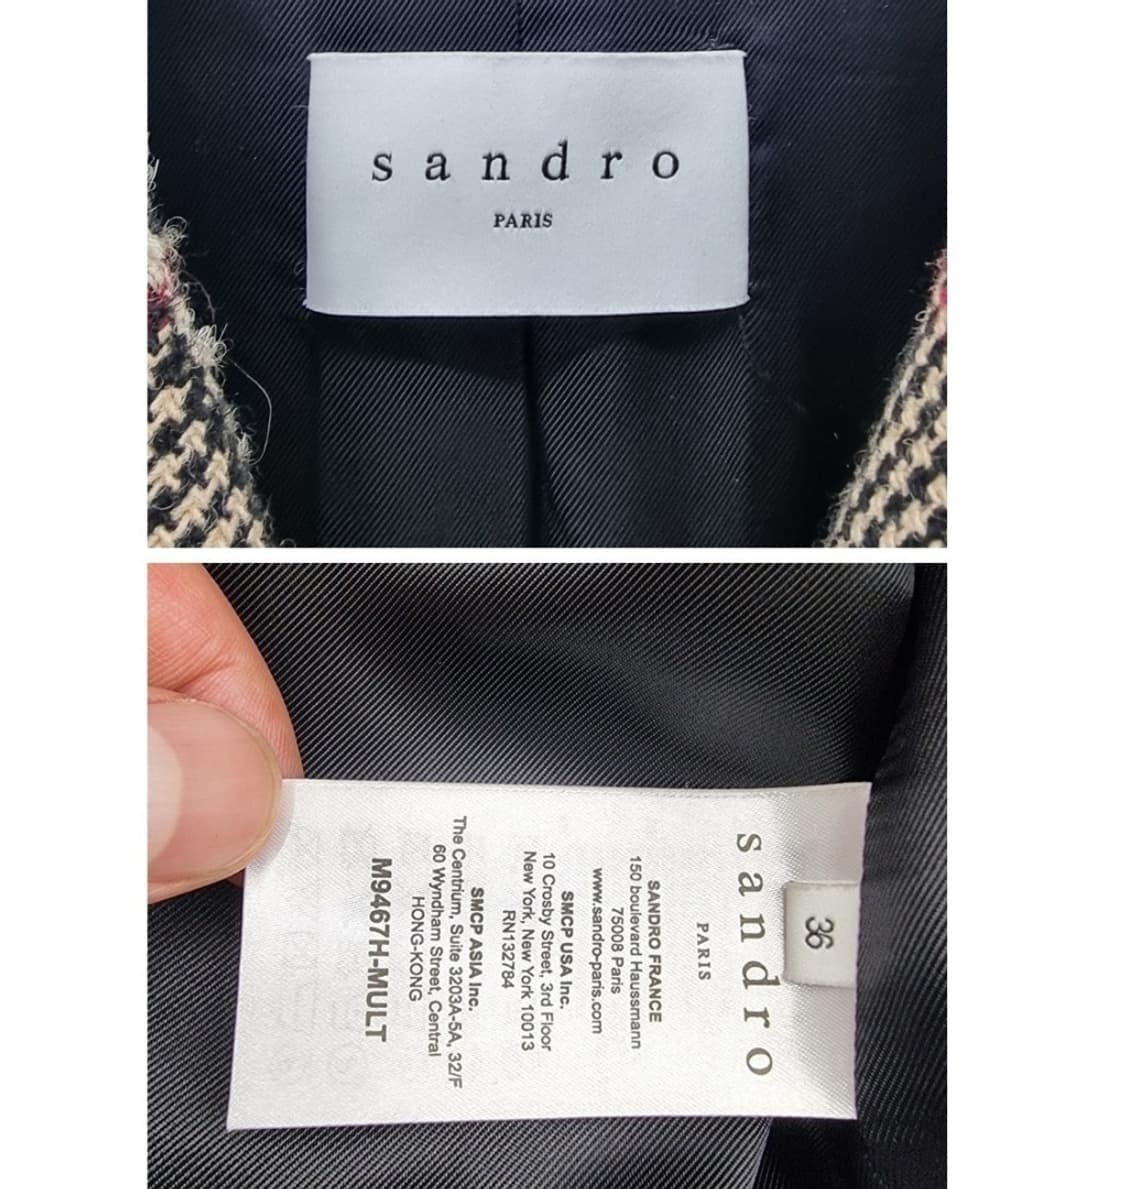 sandro
PARIS
36
sandro
PARIS
SANDRO FRANCE
150 boulevard Haussmann
75008 Paris
www.sandro-paris.com
SMCP USA Inc.
10 Crosby Street, 3rd Floor
New York, New York 10013
RN132784
SMCP ASIA Inc.
The Centrium, Suite 3203A-5A, 32/F
60 Wyndham Street, Central
HONG-KONG
M9467H-MULT